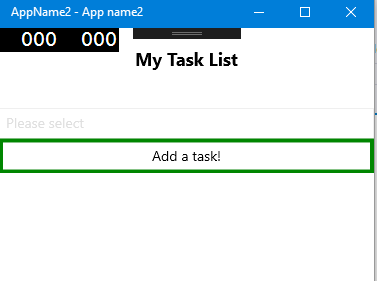 AppName2 - App name2
000 000
My Task List
Please select
Add a task!